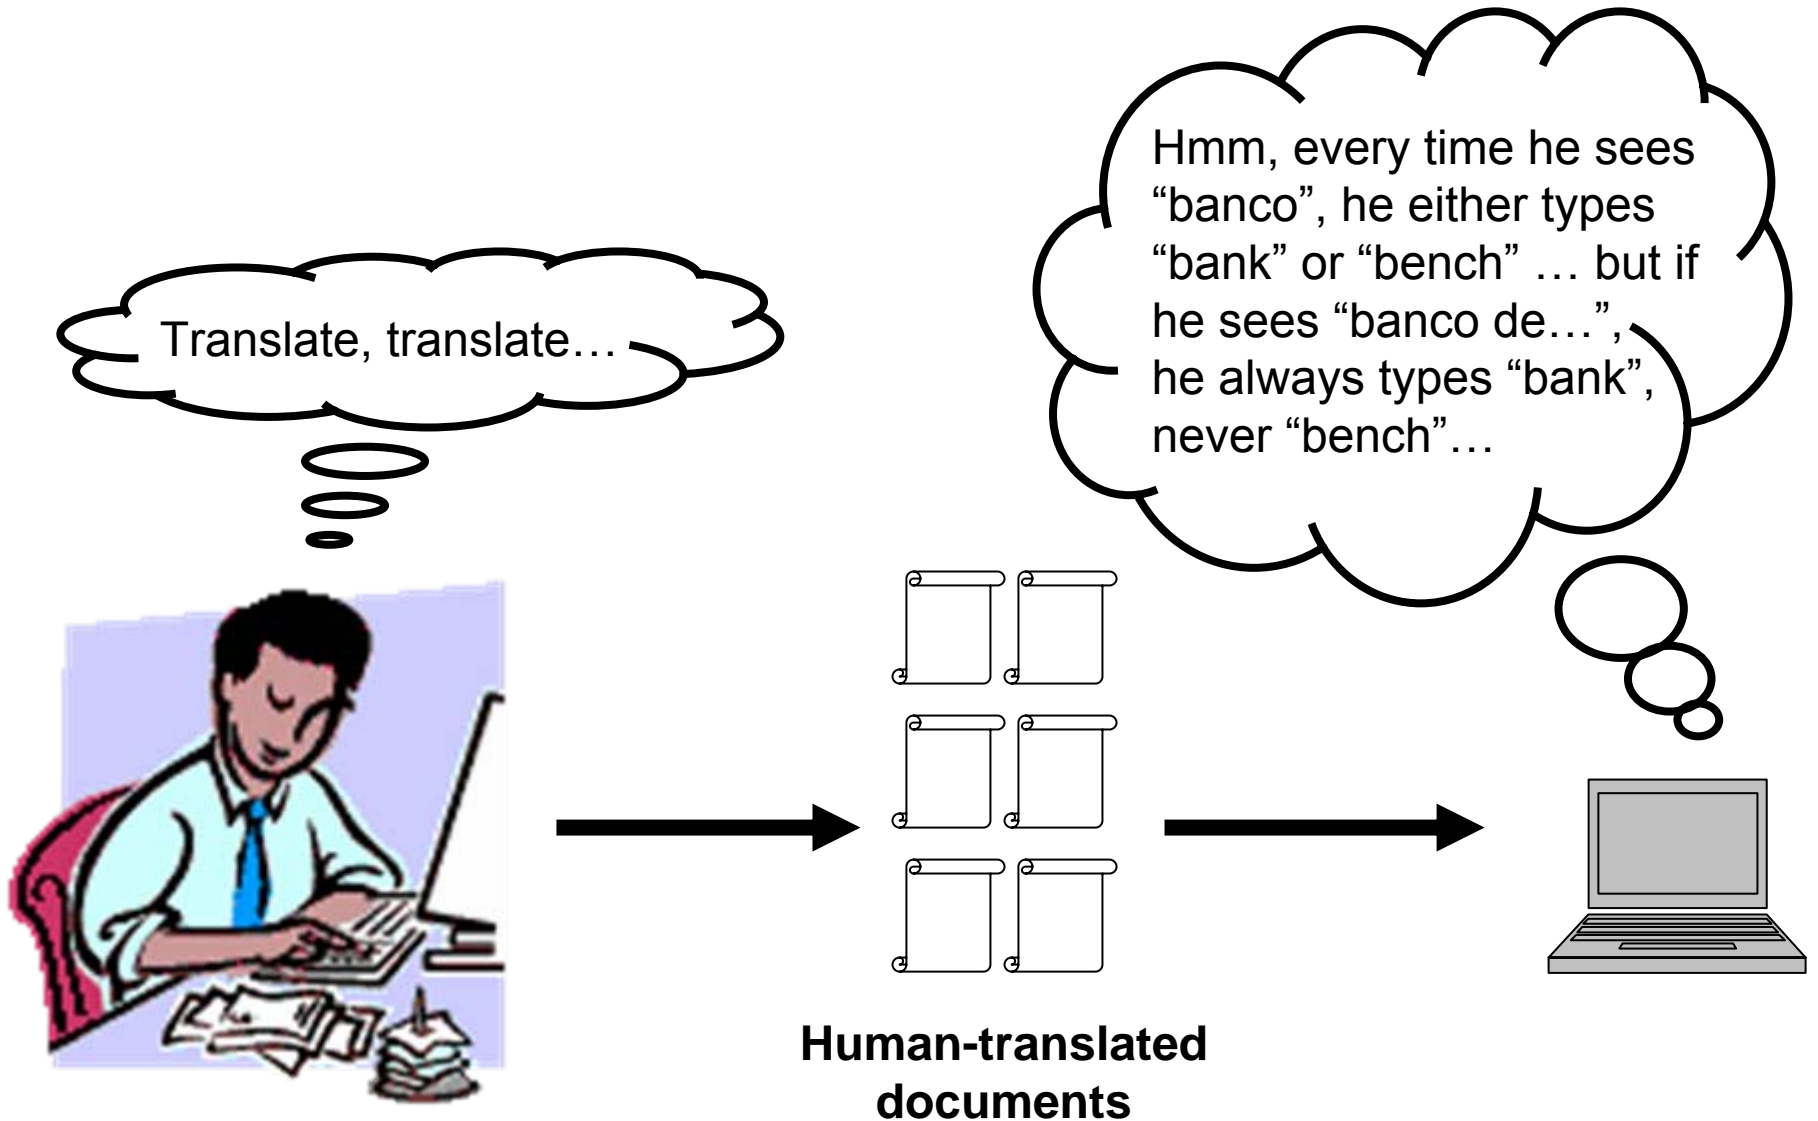 Translate, translate…
Hmm, every time he sees
“banco”, he either types
“bank” or “bench” … but if
he sees “banco de…”,
he always types “bank”,
never “bench”…
Human-translated
documents